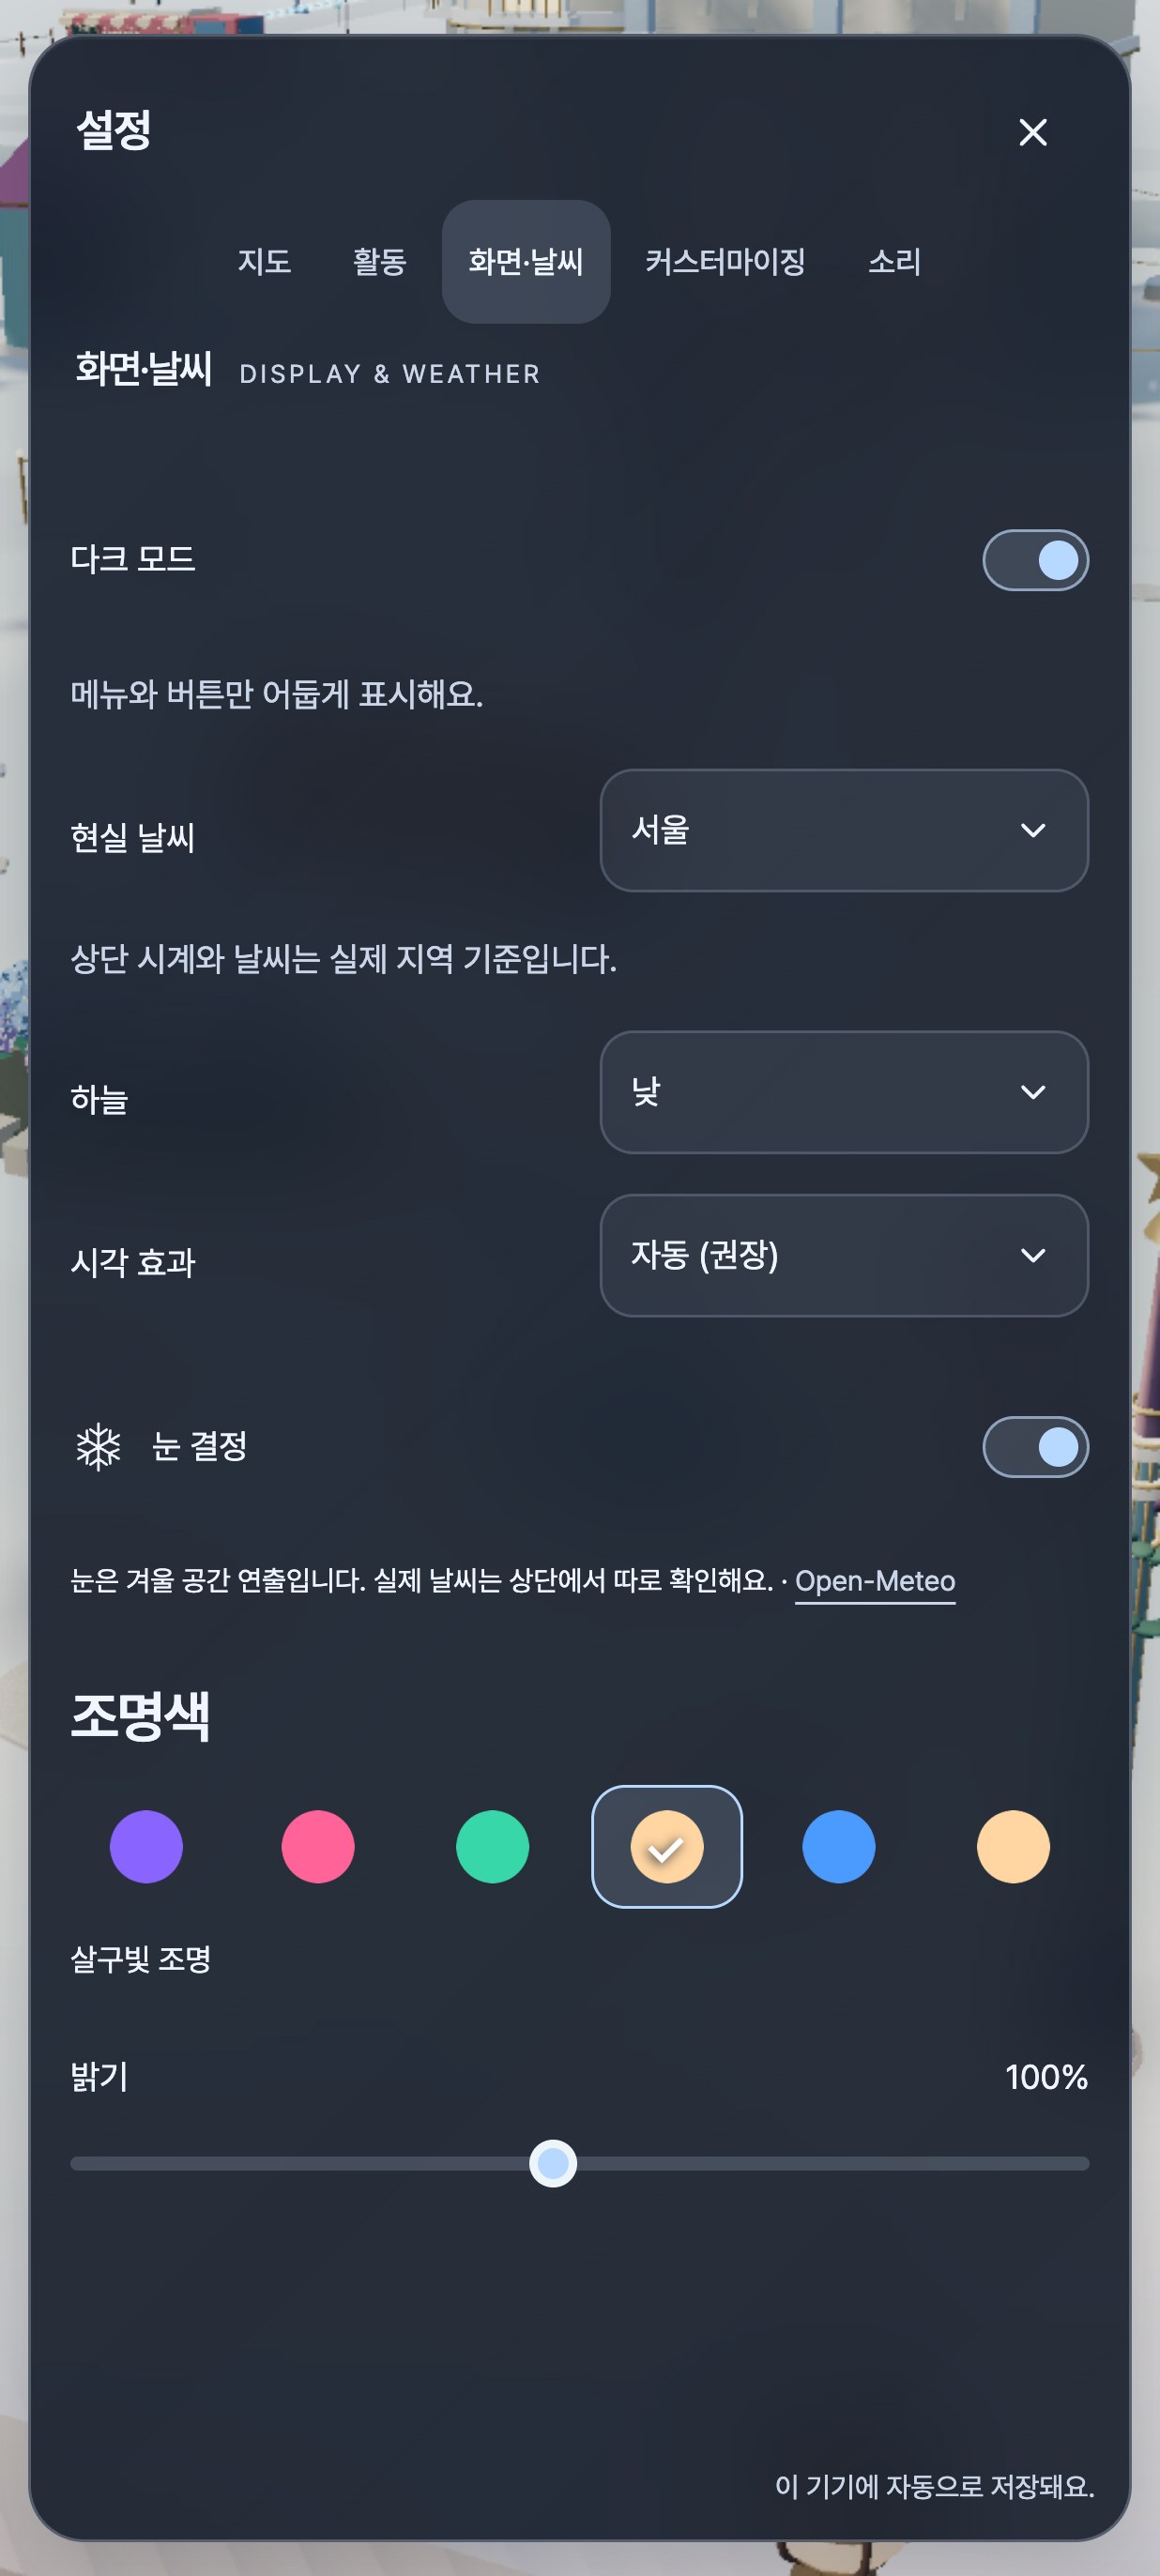 설정
지도 활동 화면·날씨 커스터마이징 소리
화면·날씨 DISPLAY & WEATHER
다크 모드
메뉴와 버튼만 어둡게 표시해요.
현실 날씨 서울
상단 시계와 날씨는 실제 지역 기준입니다.
하늘 낮
시각 효과 자동 (권장)
눈 결정
눈은 겨울 공간 연출입니다. 실제 날씨는 상단에서 따로 확인해요. · Open-Meteo
조명색
살구빛 조명
밝기 100%
이 기기에 자동으로 저장돼요.